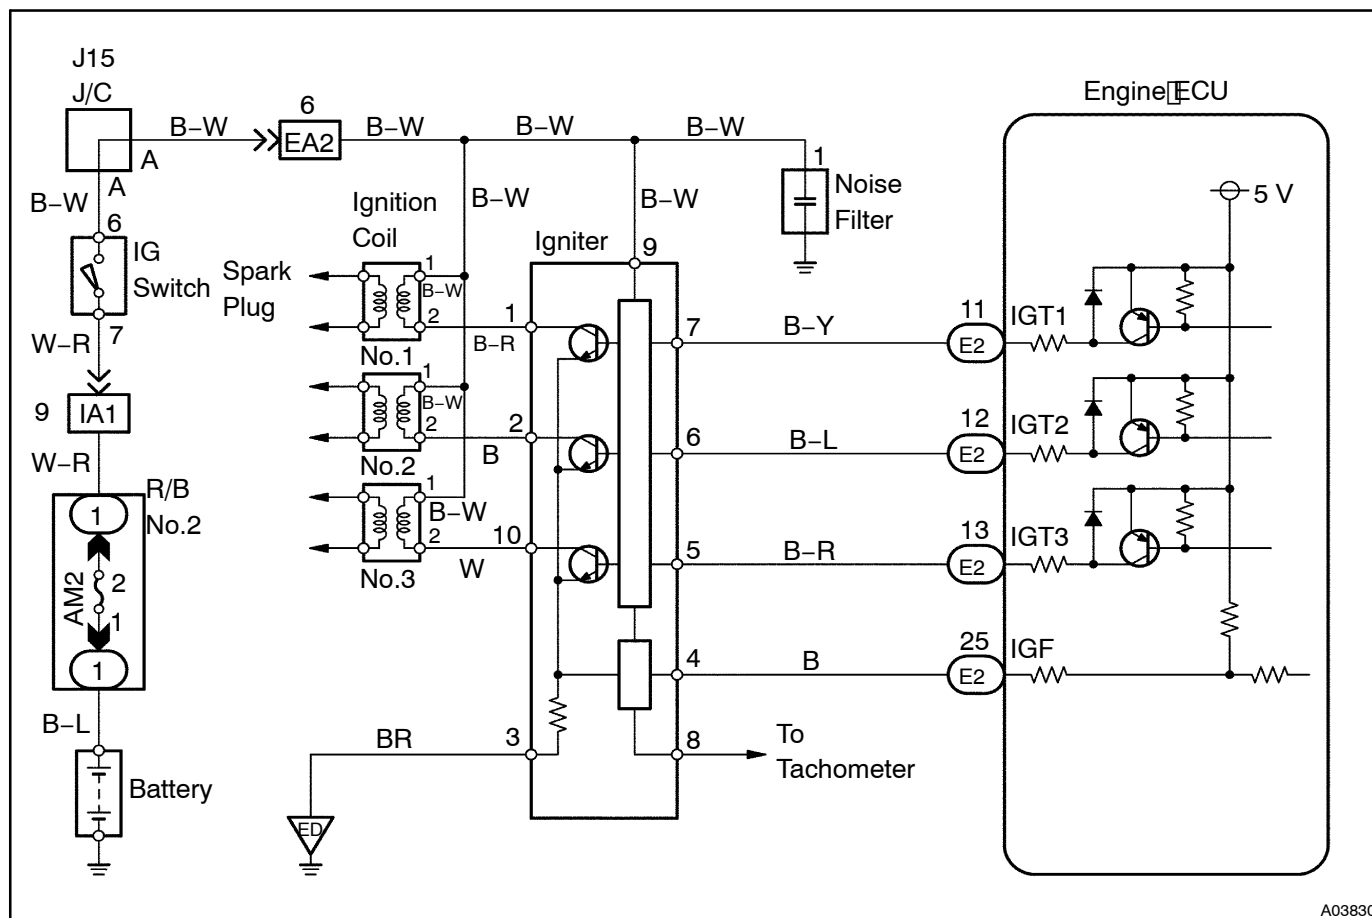 J15
J/C
A
A
B–W
6
EA2
B–W
B–W
B–W
B–W
6
IG
Switch
7
W–R
9
IA1
W–R
R/B
No.2
1
AM2
2
1
1
B–L
Battery
Ignition
Coil
Spark
Plug
B–W
1
B–W
2
No.1
B–R
1
B–W
2
No.2
B
1
B–W
2
No.3
W
Igniter
B–W
9
1
2
10
3
7
6
5
4
8
BR
ED
1
Noise
Filter
B–Y
B–L
B–R
B
To
Tachometer
Engine▯ECU
5 V
11
E2
IGT1
12
E2
IGT2
13
E2
IGT3
25
E2
IGF
A03830